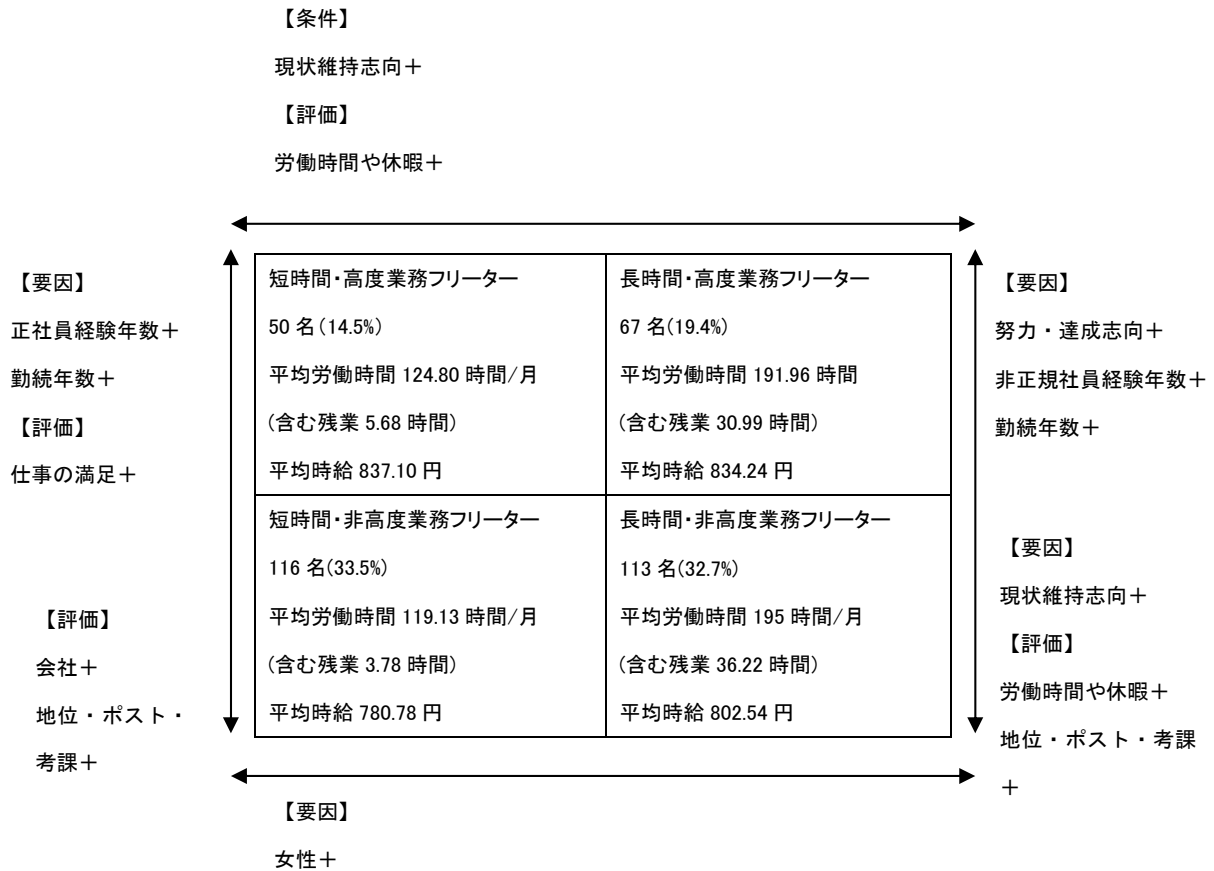 【条件】
現状維持志向＋
【評価】
労働時間や休暇＋
【要因】
正社員経験年数＋
勤続年数＋
【評価】
仕事の満足＋
【評価】
会社＋
地位・ポスト・
考課＋
短時間・高度業務フリーター
50 名(14.5%)
平均労働時間 124.80 時間/月
(含む残業 5.68 時間)
平均時給 837.10 円
長時間・高度業務フリーター
67 名(19.4%)
平均労働時間 191.96 時間
(含む残業 30.99 時間)
平均時給 834.24 円
短時間・非高度業務フリーター
116 名(33.5%)
平均労働時間 119.13 時間/月
(含む残業 3.78 時間)
平均時給 780.78 円
長時間・非高度業務フリーター
113 名(32.7%)
平均労働時間 195 時間/月
(含む残業 36.22 時間)
平均時給 802.54 円
【要因】
努力・達成志向＋
非正規社員経験年数＋
勤続年数＋
【要因】
現状維持志向＋
【評価】
労働時間や休暇＋
地位・ポスト・考課
＋
【要因】
女性＋